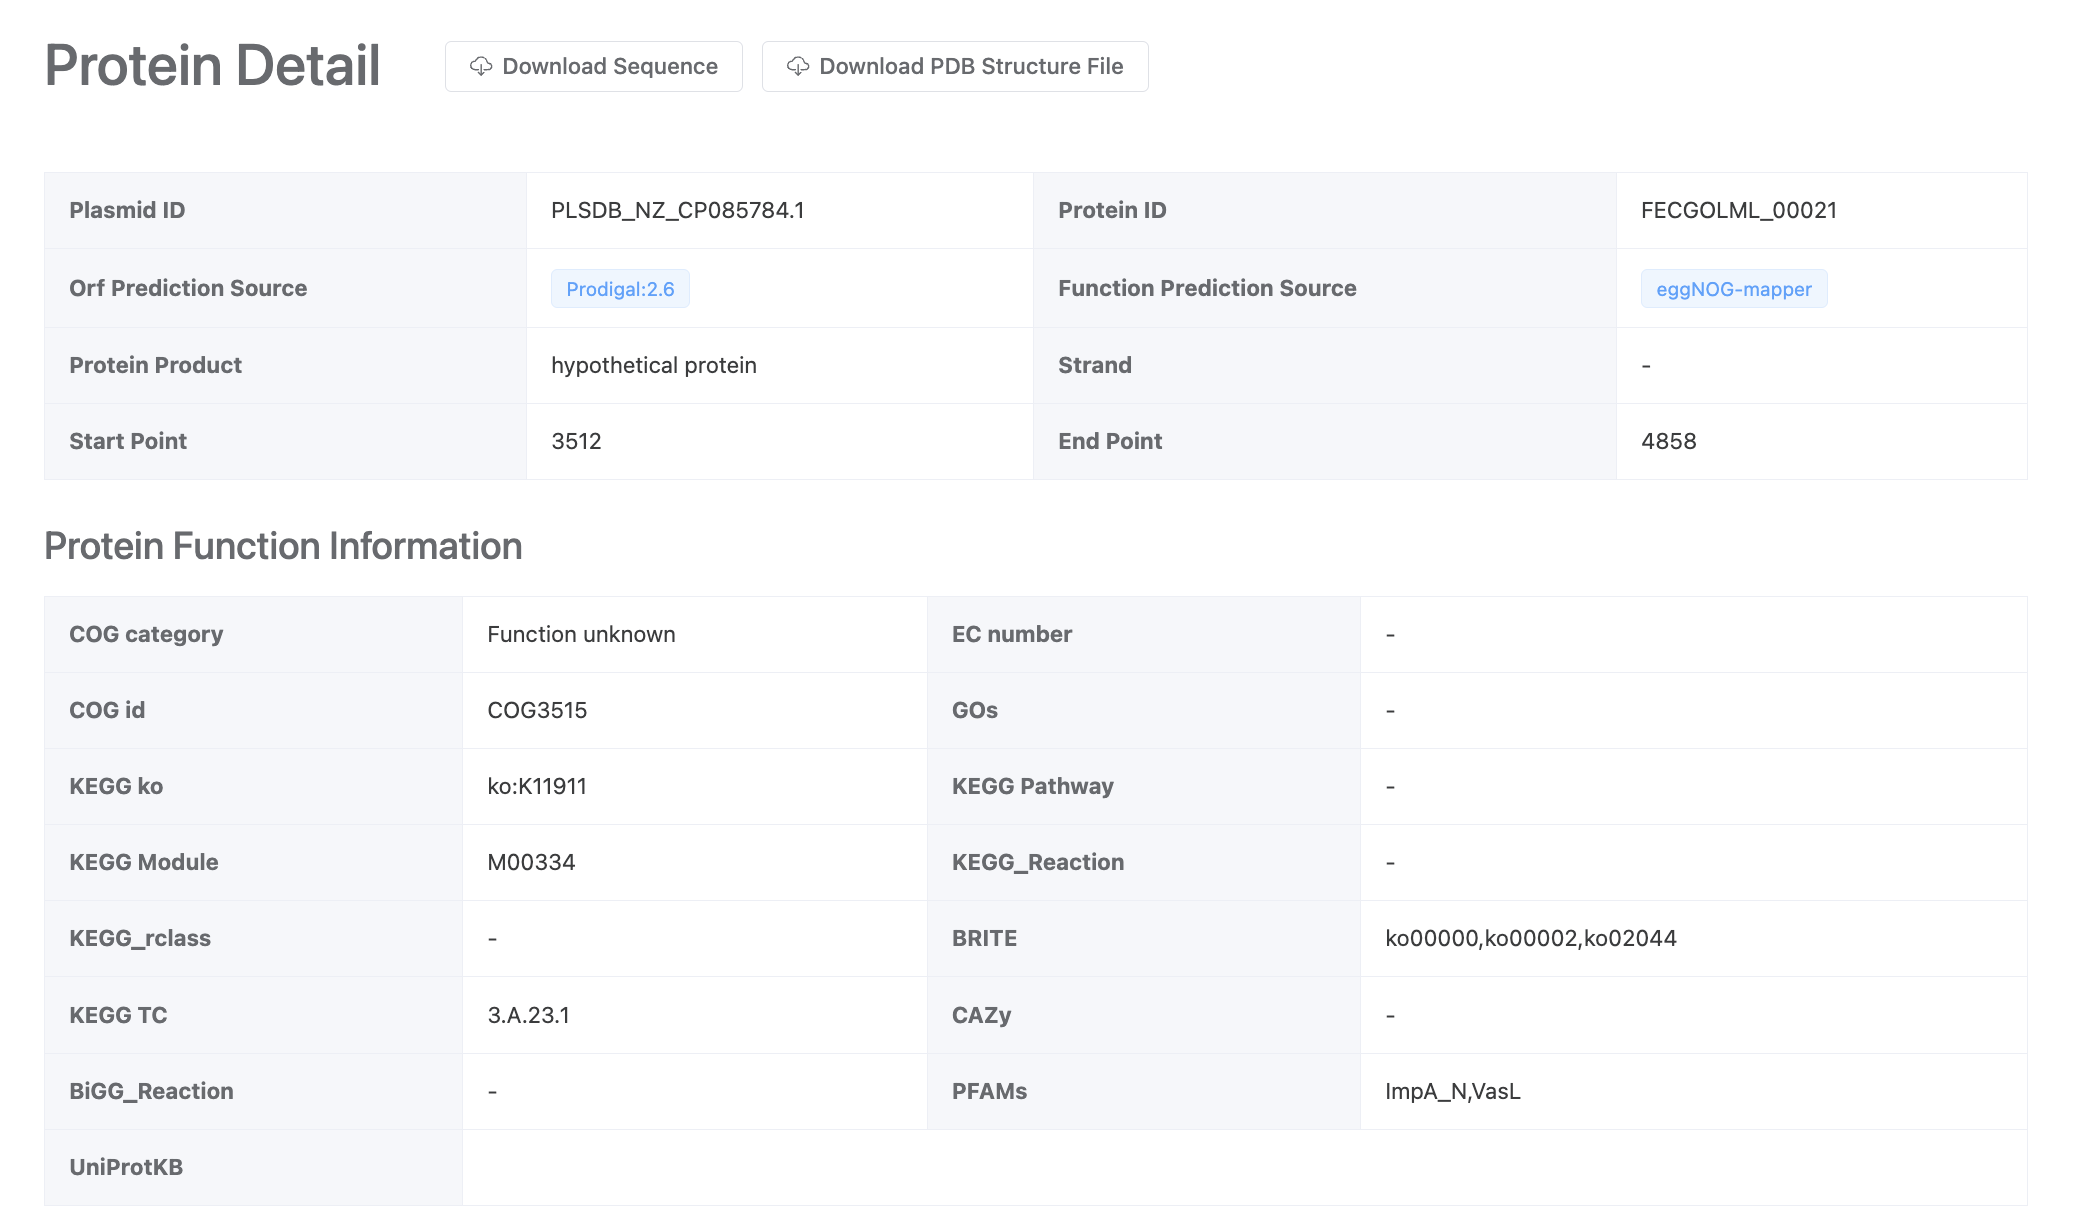 Protein Detail
Download Sequence
Download PDB Structure File
Plasmid ID PLSDB_NZ_CP085784.1 Protein ID FECGOLML_00021
Orf Prediction Source Prodigal:2.6 Function Prediction Source eggNOG-mapper
Protein Product hypothetical protein Strand -
Start Point 3512 End Point 4858
Protein Function Information
COG category Function unknown EC number -
COG id COG3515 GOs -
KEGG ko ko:K11911 KEGG Pathway -
KEGG Module M00334 KEGG_Reaction -
KEGG_rclass - BRITE ko00000,ko00002,ko02044
KEGG TC 3.A.23.1 CAZy -
BiGG_Reaction - PFAMs ImpA_N,VasL
UniProtKB